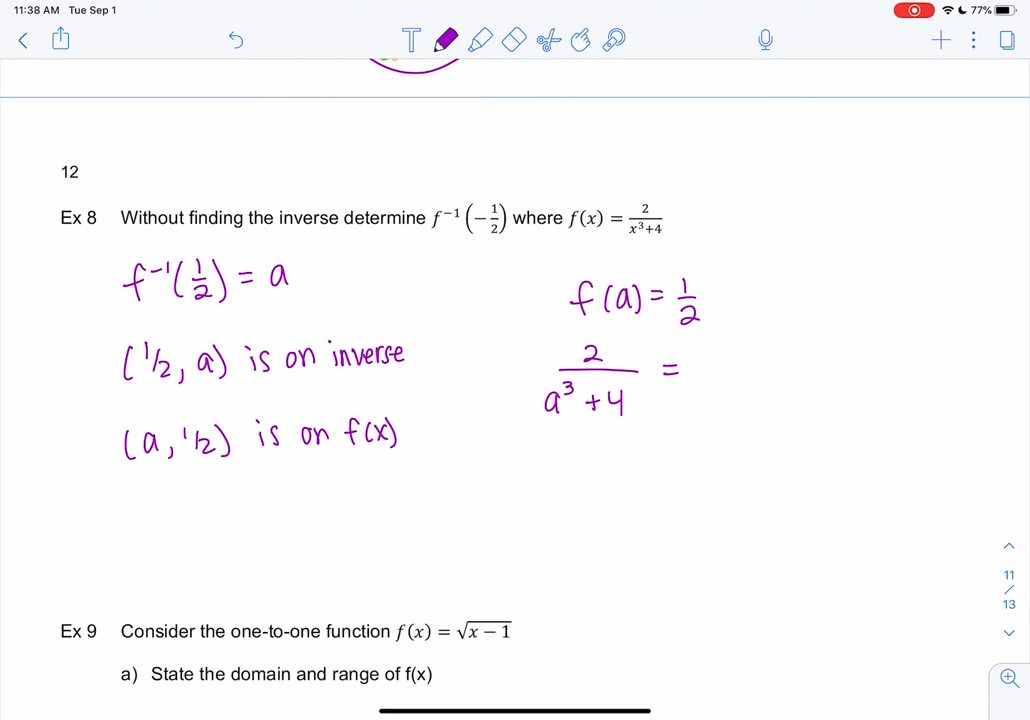 11:38 AM Tue Sep 1
77%
T
12
Ex 8 Without finding the inverse determine f⁻¹(−1/2) where f(x) = 2/(x³+4)
f⁻¹(1/2) = a
f(a) = 1/2
(1/2, a) is on inverse
2/(a³+4) =
(a, 1/2) is on f(x)
11
/
13
Ex 9 Consider the one-to-one function f(x) = √(x − 1)
a) State the domain and range of f(x)